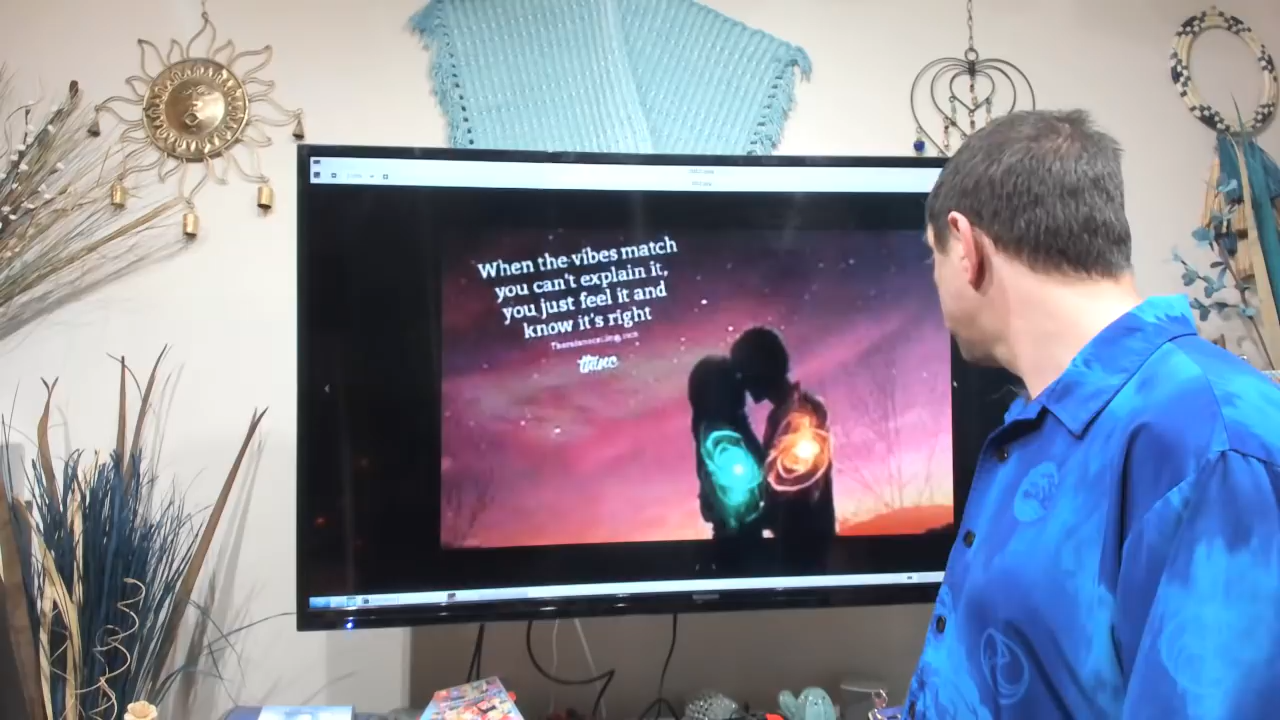 When the vibes match
you can't explain it,
you just feel it and
know it's right